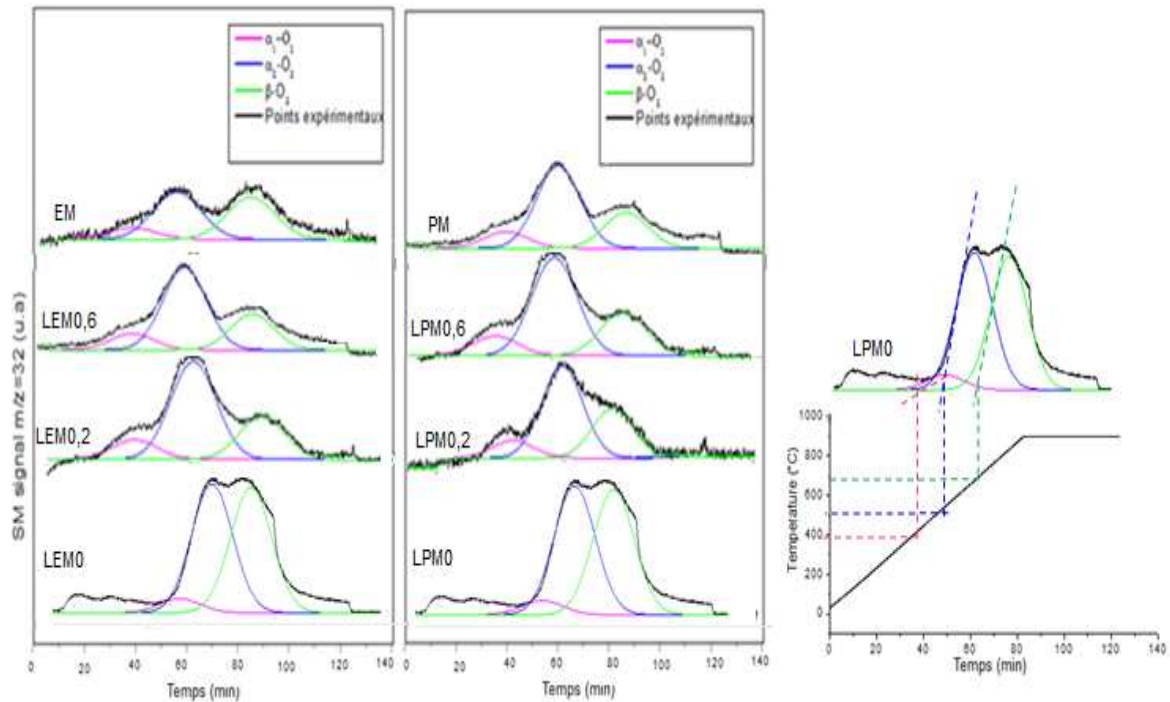 α₁-O₂
α₂-O₂
β-O₂
Points expérimentaux
EM
LEM0,6
LEM0,2
LEM0
SM signal m/z=32 (u.a)
0 20 40 60 80 100 120 140
Temps (min)
α₁-O₂
α₂-O₂
β-O₂
Points expérimentaux
PM
LPM0,6
LPM0,2
LPM0
0 20 40 60 80 100 120 140
Temps (min)
LPM0
1000
800
600
400
200
0
Temperature (°C)
0 20 40 60 80 100 120 140
Temps (min)